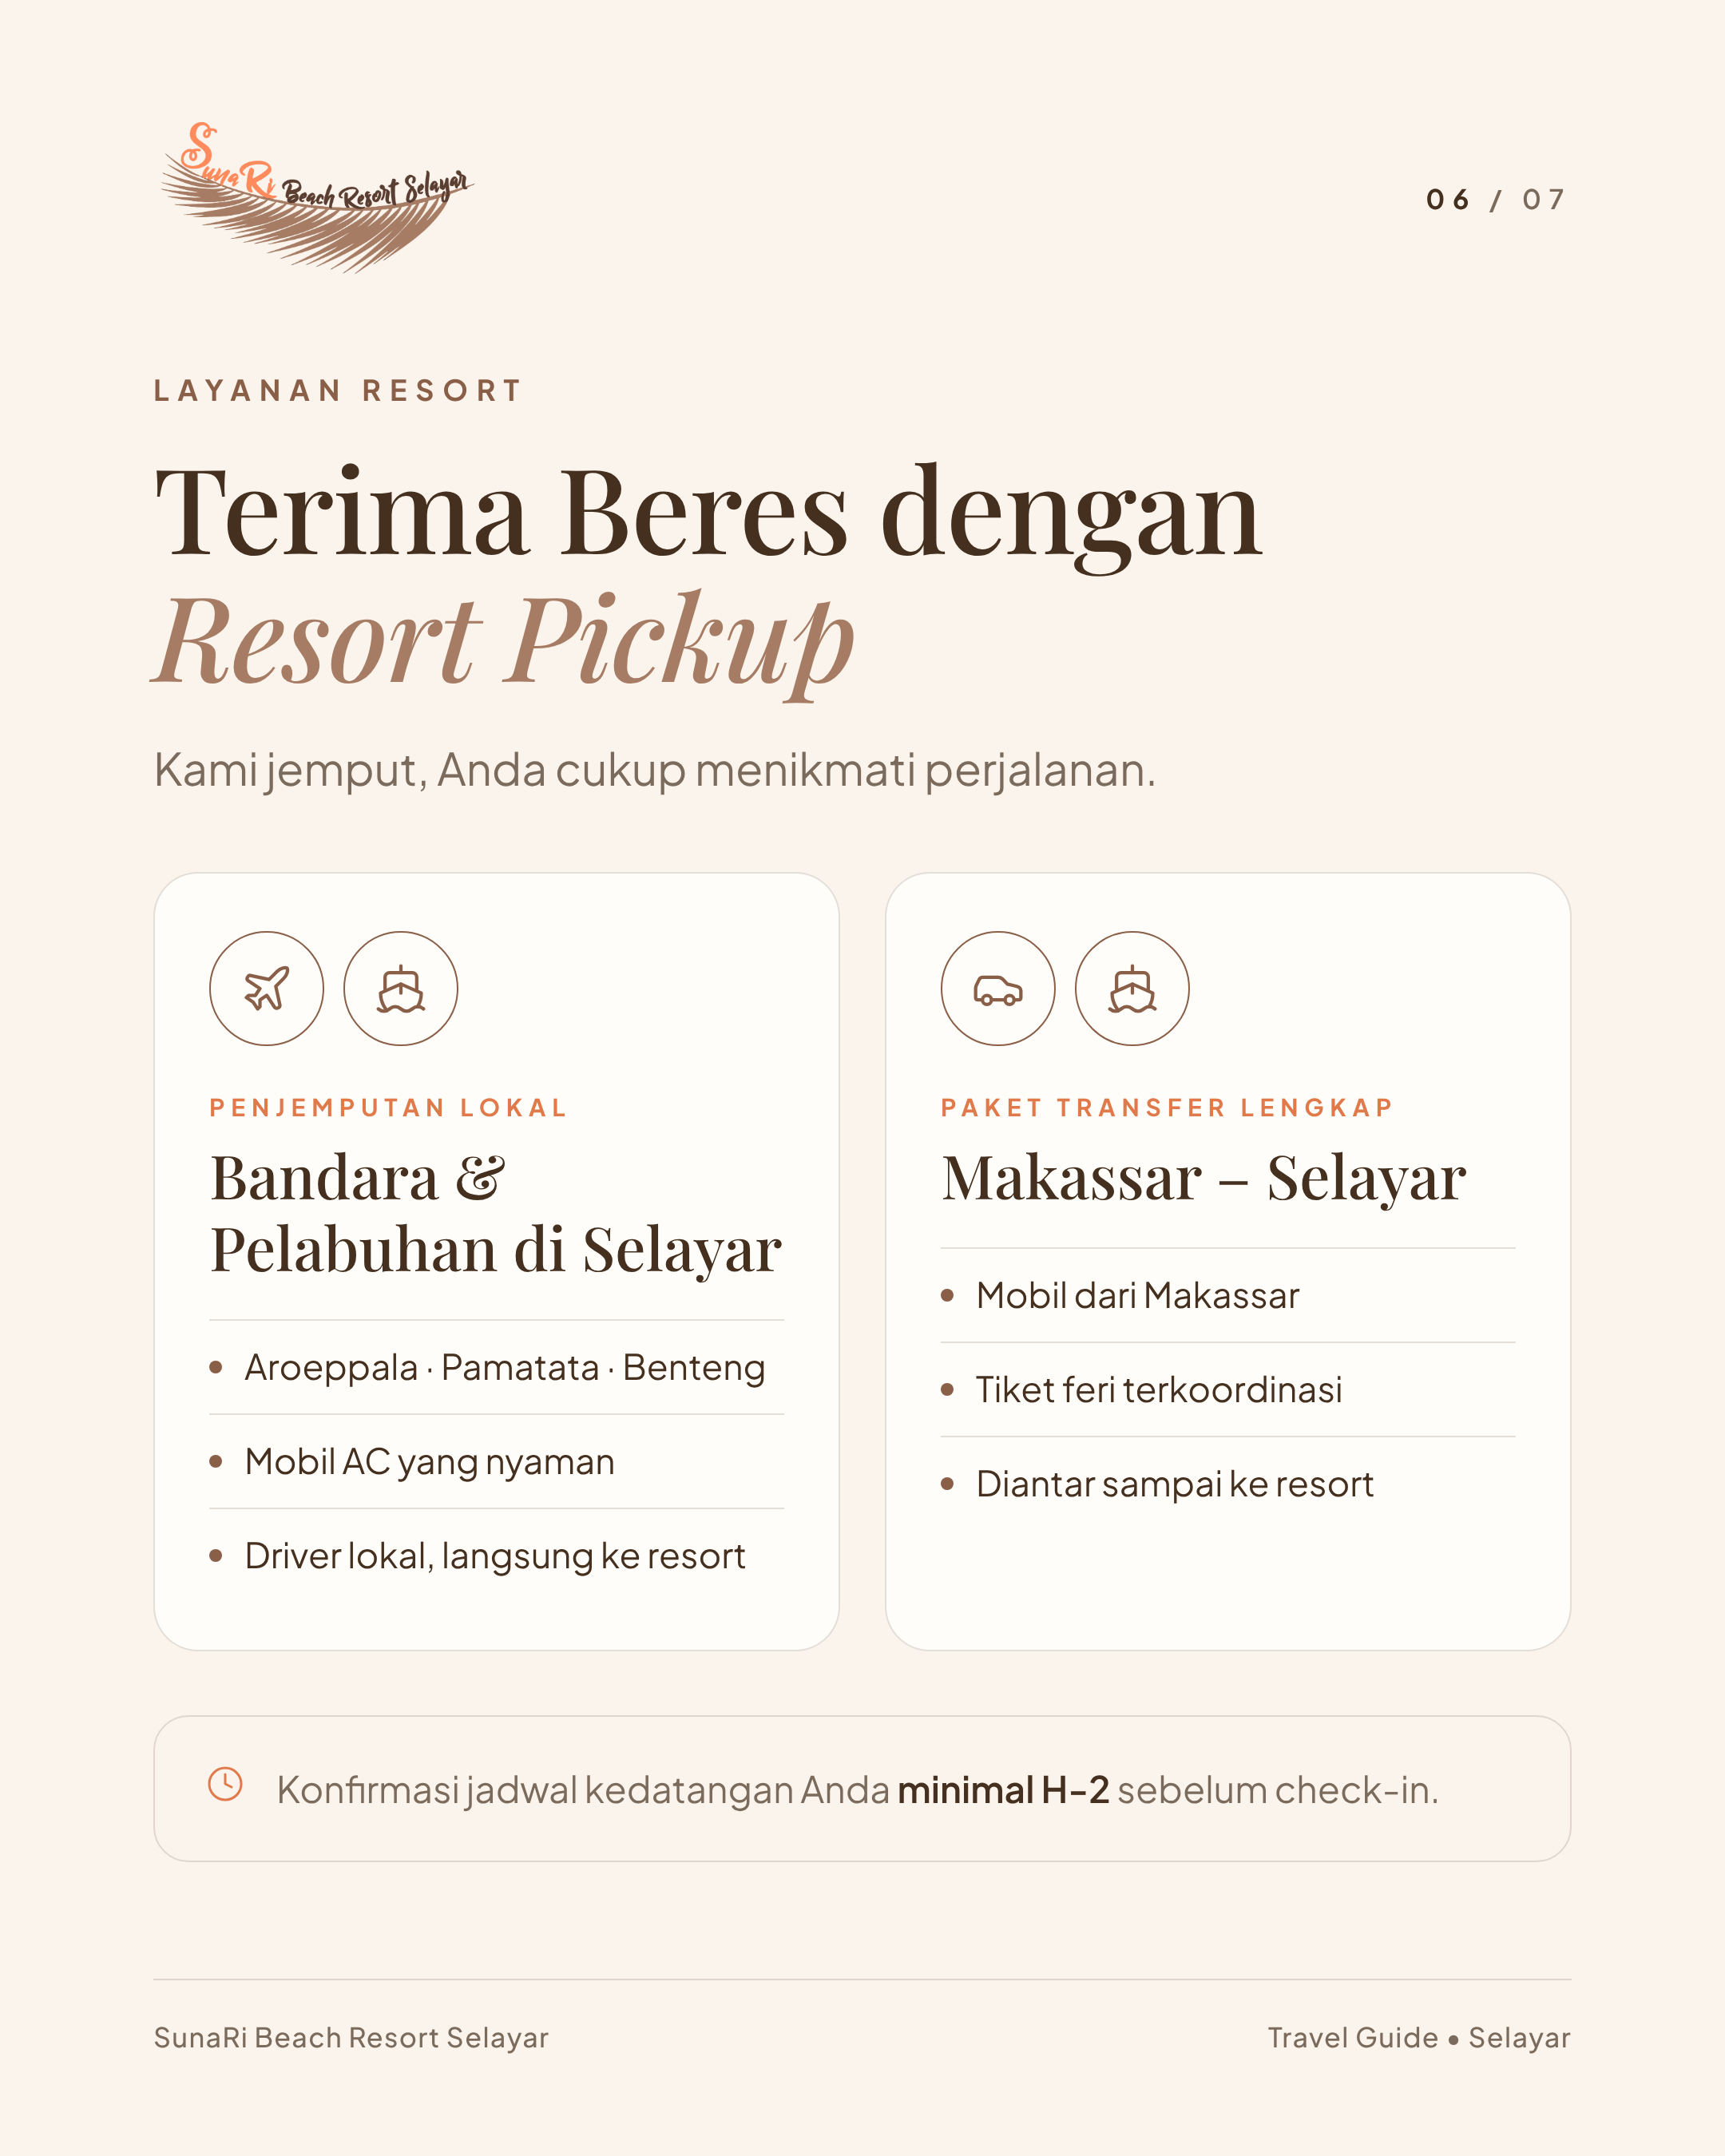 SunaRi Beach Resort Selayar
06 / 07
LAYANAN RESORT
Terima Beres dengan
Resort Pickup
Kami jemput, Anda cukup menikmati perjalanan.
PENJEMPUTAN LOKAL
Bandara &
Pelabuhan di Selayar
Aroeppala · Pamatata · Benteng
Mobil AC yang nyaman
Driver lokal, langsung ke resort
PAKET TRANSFER LENGKAP
Makassar – Selayar
Mobil dari Makassar
Tiket feri terkoordinasi
Diantar sampai ke resort
Konfirmasi jadwal kedatangan Anda minimal H-2 sebelum check-in.
SunaRi Beach Resort Selayar
Travel Guide • Selayar